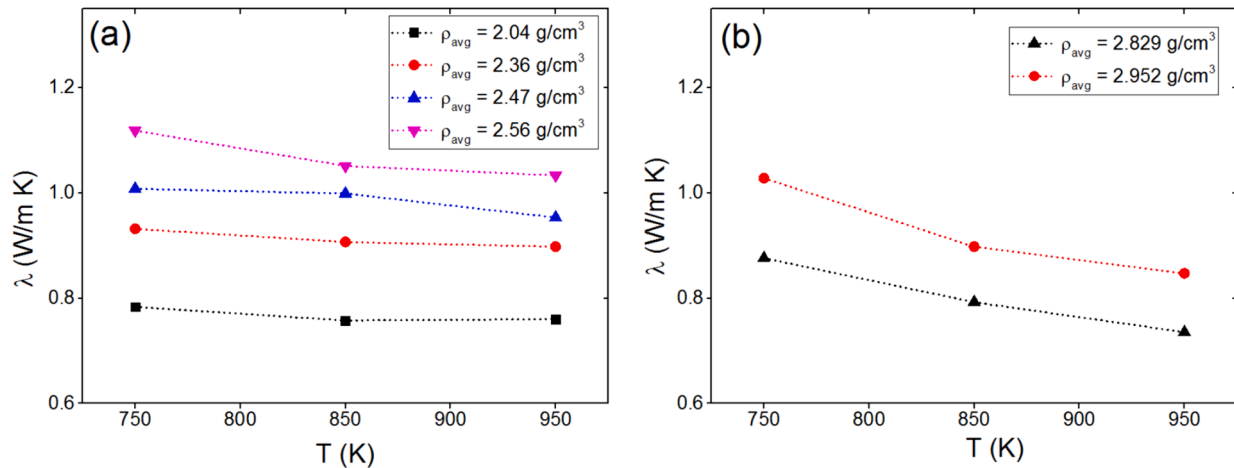 (a)
ρavg = 2.04 g/cm³
ρavg = 2.36 g/cm³
ρavg = 2.47 g/cm³
ρavg = 2.56 g/cm³
λ (W/m K)
1.2
1.0
0.8
0.6
750 800 850 900 950
T (K)
(b)
ρavg = 2.829 g/cm³
ρavg = 2.952 g/cm³
λ (W/m K)
1.2
1.0
0.8
0.6
750 800 850 900 950
T (K)